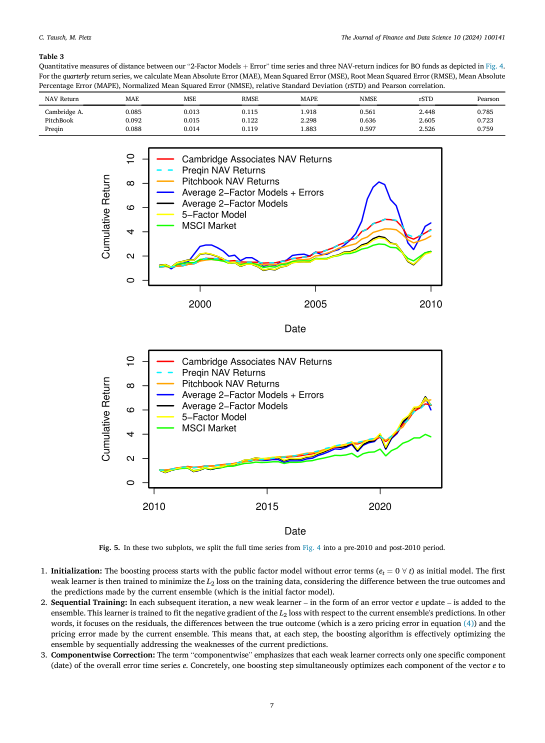 C. Tausch, M. Pietz
The Journal of Finance and Data Science 10 (2024) 100141
Table 3
Quantitative measures of distance between our "2-Factor Models + Error" time series and three NAV-return indices for BO funds as depicted in Fig. 4.
For the quarterly return series, we calculate Mean Absolute Error (MAE), Mean Squared Error (MSE), Root Mean Squared Error (RMSE), Mean Absolute
Percentage Error (MAPE), Normalized Mean Squared Error (NMSE), relative Standard Deviation (rSTD) and Pearson correlation.
NAV Return MAE MSE RMSE MAPE NMSE rSTD Pearson
Cambridge A. 0.085 0.013 0.115 1.918 0.561 2.448 0.785
PitchBook 0.092 0.015 0.122 2.298 0.636 2.605 0.723
Preqin 0.088 0.014 0.119 1.883 0.597 2.526 0.759
Cumulative Return
10
8
6
4
2
0
Cambridge Associates NAV Returns
Preqin NAV Returns
Pitchbook NAV Returns
Average 2-Factor Models + Errors
Average 2-Factor Models
5-Factor Model
MSCI Market
2000 2005 2010
Date
Cumulative Return
10
8
6
4
2
0
Cambridge Associates NAV Returns
Preqin NAV Returns
Pitchbook NAV Returns
Average 2-Factor Models + Errors
Average 2-Factor Models
5-Factor Model
MSCI Market
2010 2015 2020
Date
Fig. 5. In these two subplots, we split the full time series from Fig. 4 into a pre-2010 and post-2010 period.
1. Initialization: The boosting process starts with the public factor model without error terms (eₜ = 0 ∀ t) as initial model. The first
weak learner is then trained to minimize the L₂ loss on the training data, considering the difference between the true outcomes and
the predictions made by the current ensemble (which is the initial factor model).
2. Sequential Training: In each subsequent iteration, a new weak learner – in the form of an error vector e update – is added to the
ensemble. This learner is trained to fit the negative gradient of the L₂ loss with respect to the current ensemble's predictions. In other
words, it focuses on the residuals, the differences between the true outcome (which is a zero pricing error in equation (4)) and the
pricing error made by the current ensemble. This means that, at each step, the boosting algorithm is effectively optimizing the
ensemble by sequentially addressing the weaknesses of the current predictions.
3. Componentwise Correction: The term "componentwise" emphasizes that each weak learner corrects only one specific component
(date) of the overall error time series e. Concretely, one boosting step simultaneously optimizes each component of the vector e to
7